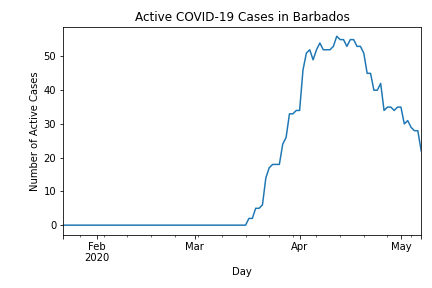 Active COVID-19 Cases in Barbados
Number of Active Cases
50
40
30
20
10
0
Feb
2020
Mar
Apr
May
Day